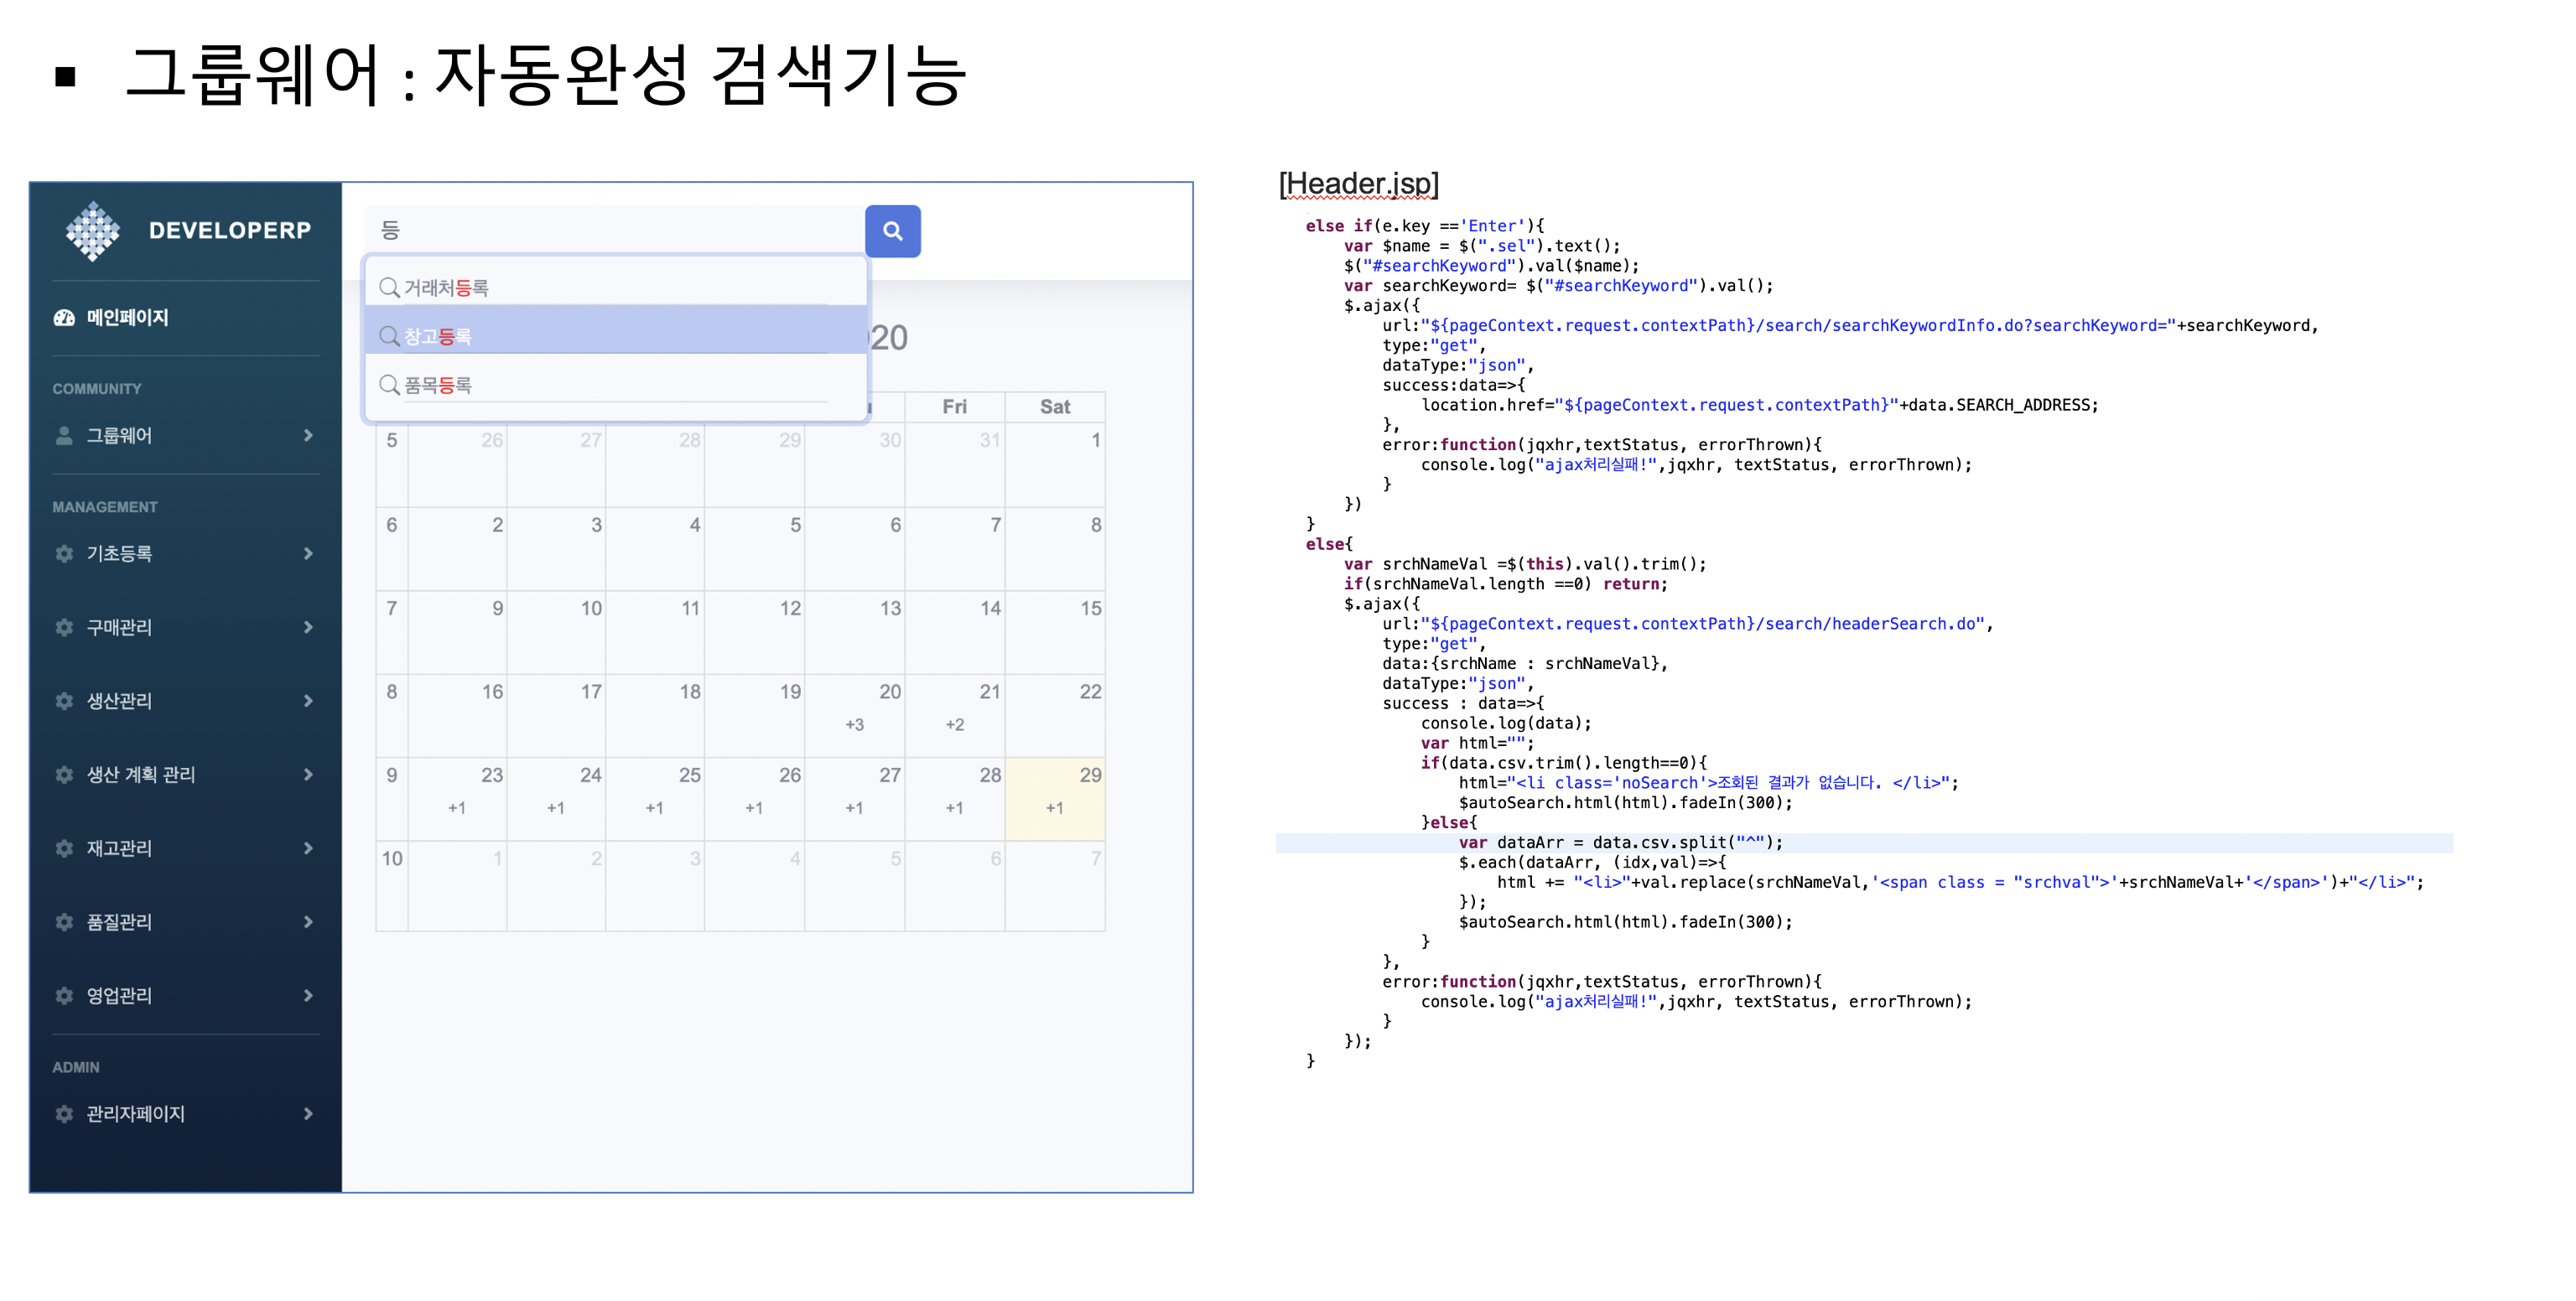 ▪ 그룹웨어 : 자동완성 검색기능
DEVELOPERP
메인페이지
COMMUNITY
그룹웨어
MANAGEMENT
기초등록
구매관리
생산관리
생산 계획 관리
재고관리
품질관리
영업관리
ADMIN
관리자페이지
등
거래처등록
창고등록
품목등록
020
Fri Sat
5 26 27 28 29 30 31 1
6 2 3 4 5 6 7 8
7 9 10 11 12 13 14 15
8 16 17 18 19 20 21 22
+3 +2
9 23 24 25 26 27 28 29
+1 +1 +1 +1 +1 +1 +1
10 1 2 3 4 5 6 7
[Header.jsp]
else if(e.key =='Enter'){
var $name = $(".sel").text();
$("#searchKeyword").val($name);
var searchKeyword= $("#searchKeyword").val();
$.ajax({
url:"${pageContext.request.contextPath}/search/searchKeywordInfo.do?searchKeyword="+searchKeyword,
type:"get",
dataType:"json",
success:data=>{
location.href="${pageContext.request.contextPath}"+data.SEARCH_ADDRESS;
},
error:function(jqxhr,textStatus, errorThrown){
console.log("ajax처리실패!",jqxhr, textStatus, errorThrown);
}
})
}
else{
var srchNameVal =$(this).val().trim();
if(srchNameVal.length ==0) return;
$.ajax({
url:"${pageContext.request.contextPath}/search/headerSearch.do",
type:"get",
data:{srchName : srchNameVal},
dataType:"json",
success : data=>{
console.log(data);
var html="";
if(data.csv.trim().length==0){
html="<li class='noSearch'>조회된 결과가 없습니다. </li>";
$autoSearch.html(html).fadeIn(300);
}else{
var dataArr = data.csv.split("^");
$.each(dataArr, (idx,val)=>{
html += "<li>"+val.replace(srchNameVal,'<span class = "srchval">'+srchNameVal+'</span>')+"</li>";
});
$autoSearch.html(html).fadeIn(300);
}
},
error:function(jqxhr,textStatus, errorThrown){
console.log("ajax처리실패!",jqxhr, textStatus, errorThrown);
}
});
}